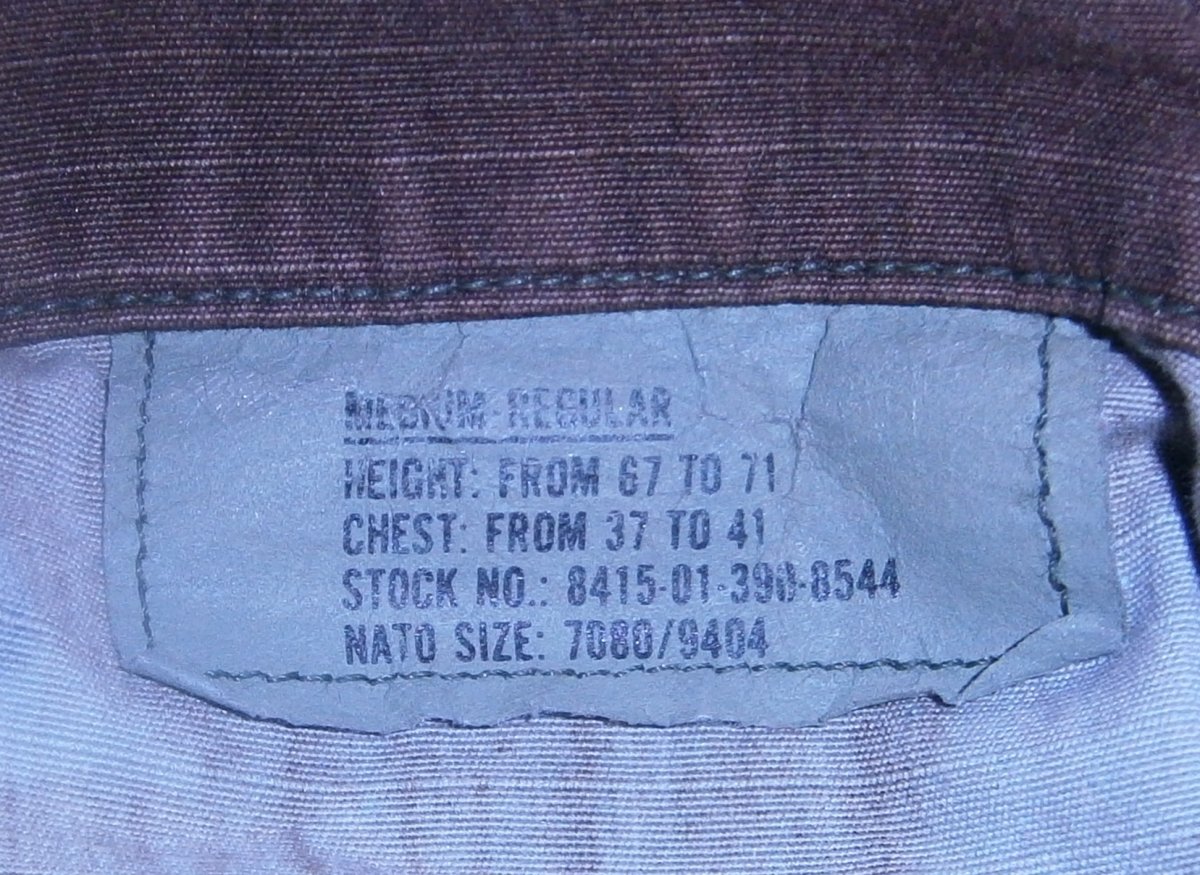 MEDIUM-REGULAR
HEIGHT: FROM 67 TO 71
CHEST: FROM 37 TO 41
STOCK NO.: 8415-01-390-8544
NATO SIZE: 7080/9404